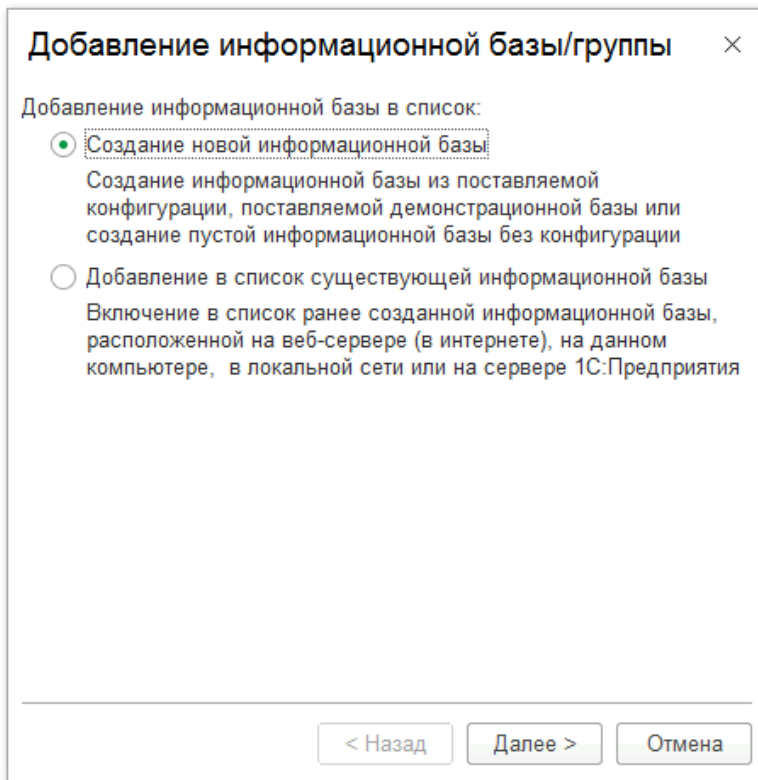 Добавление информационной базы/группы
Добавление информационной базы в список:
Создание новой информационной базы
Создание информационной базы из поставляемой
конфигурации, поставляемой демонстрационной базы или
создание пустой информационной базы без конфигурации
Добавление в список существующей информационной базы
Включение в список ранее созданной информационной базы,
расположенной на веб-сервере (в интернете), на данном
компьютере,  в локальной сети или на сервере 1С:Предприятия
< Назад
Далее >
Отмена